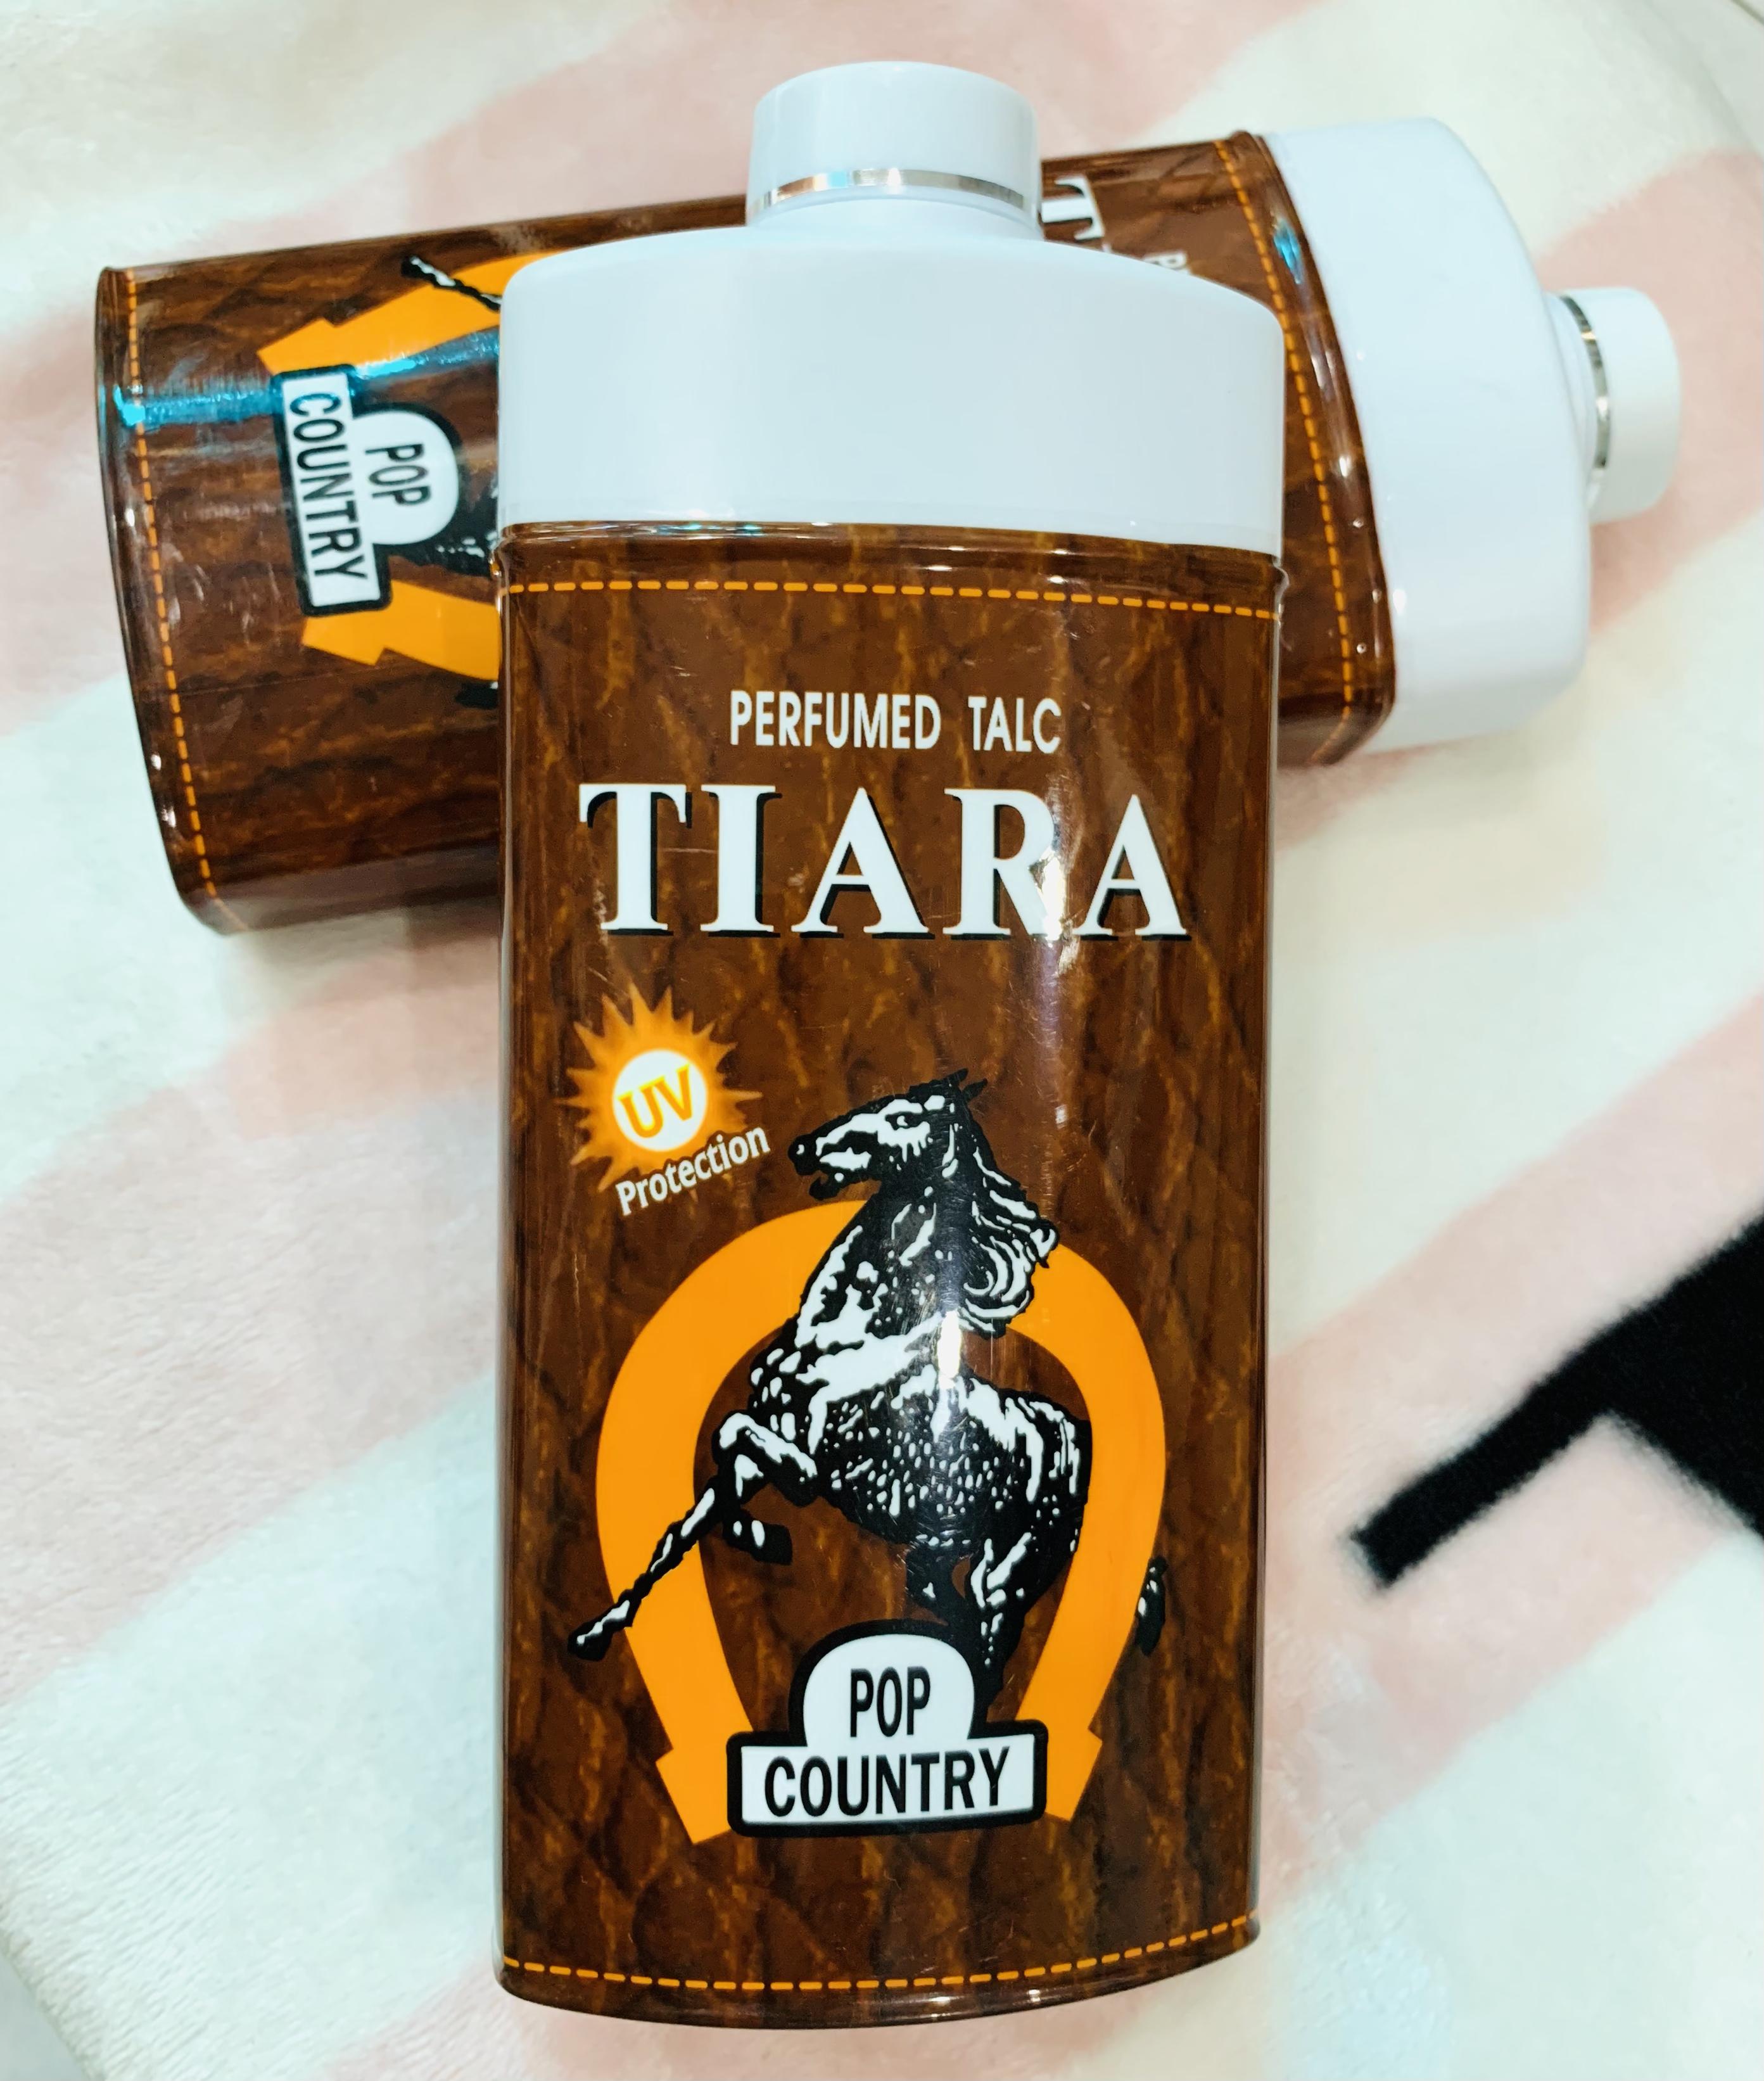 PERFUMED TALC
TIARA
UV
Protection
POP
COUNTRY
POP
COUNTRY